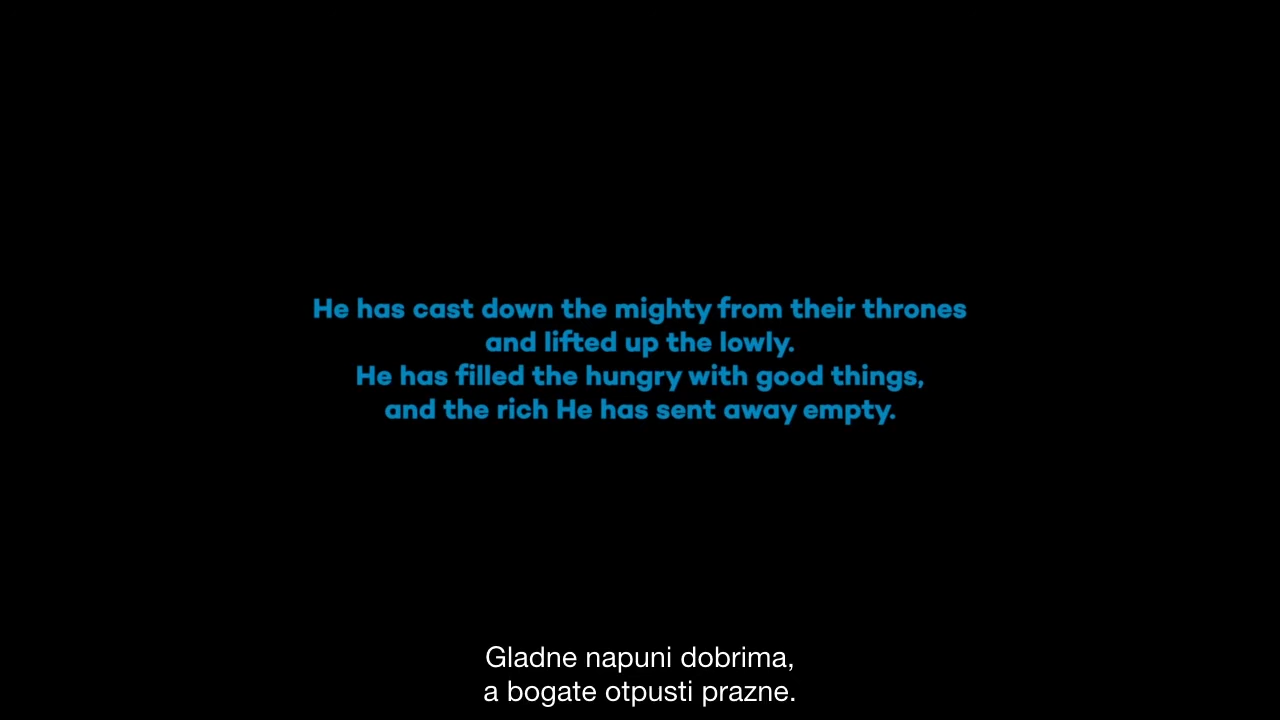 He has cast down the mighty from their thrones
and lifted up the lowly.
He has filled the hungry with good things,
and the rich He has sent away empty.
Gladne napuni dobrima,
a bogate otpusti prazne.